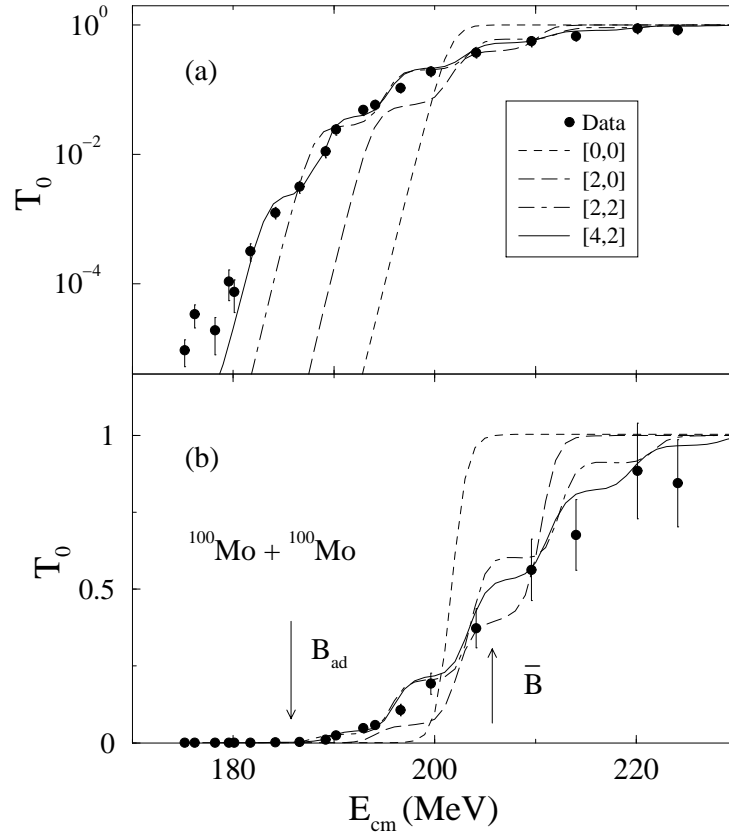 10^0
(a)
10^-2
T_0
10^-4
Data
[0,0]
[2,0]
[2,2]
[4,2]
1
(b)
^100Mo + ^100Mo
T_0
0.5
B_ad
B̅
0
180 200 220
E_cm (MeV)